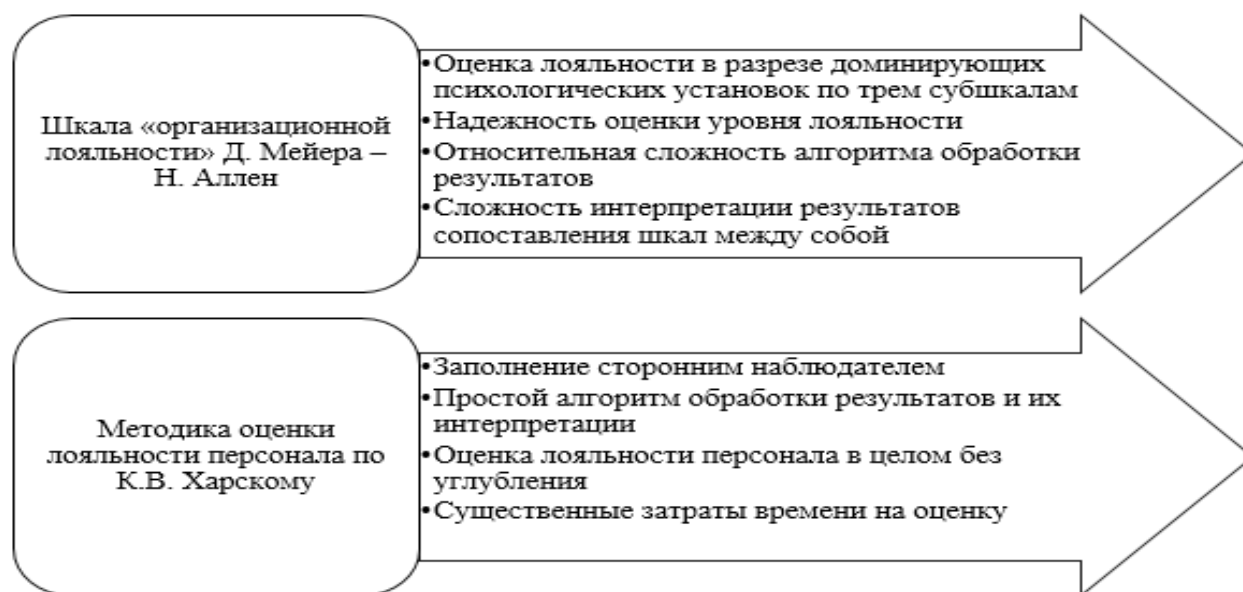 Шкала «организационной
лояльности» Д. Мейера –
Н. Аллен
•Оценка лояльности в разрезе доминирующих
психологических установок по трем субшкалам
•Надежность оценки уровня лояльности
•Относительная сложность алгоритма обработки
результатов
•Сложность интерпретации результатов
сопоставления шкал между собой
Методика оценки
лояльности персонала по
К.В. Харскому
•Заполнение сторонним наблюдателем
•Простой алгоритм обработки результатов и их
интерпретации
•Оценка лояльности персонала в целом без
углубления
•Существенные затраты времени на оценку